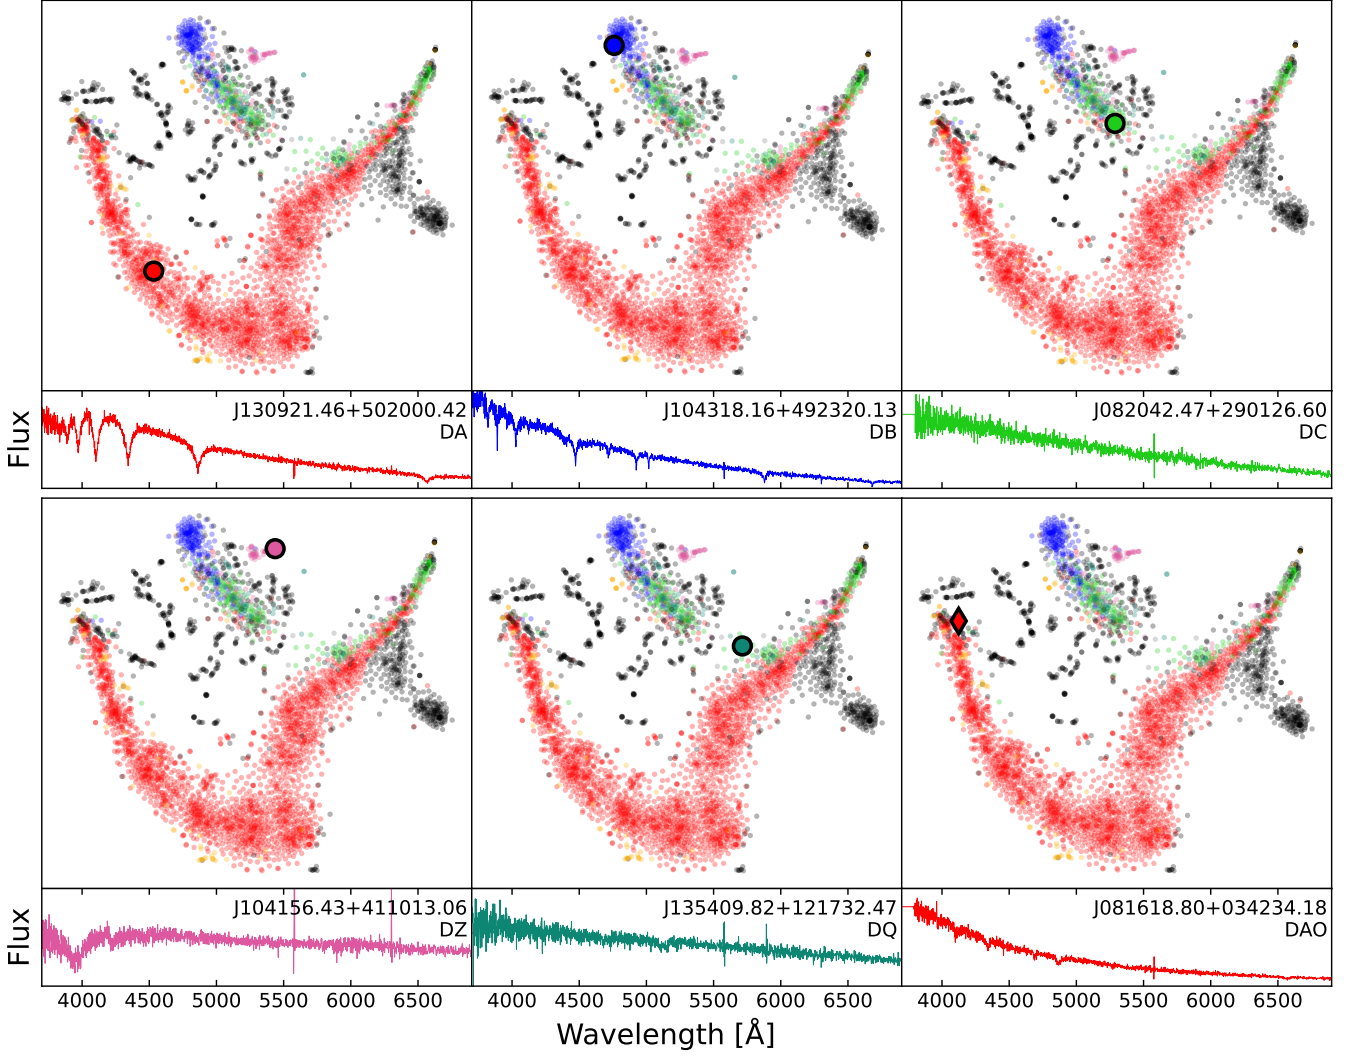 J130921.46+502000.42
DA
J104318.16+492320.13
DB
J082042.47+290126.60
DC
Flux
J104156.43+411013.06
DZ
J135409.82+121732.47
DQ
J081618.80+034234.18
DAO
Flux
4000 4500 5000 5500 6000 6500
4000 4500 5000 5500 6000 6500
4000 4500 5000 5500 6000 6500
Wavelength [Å]